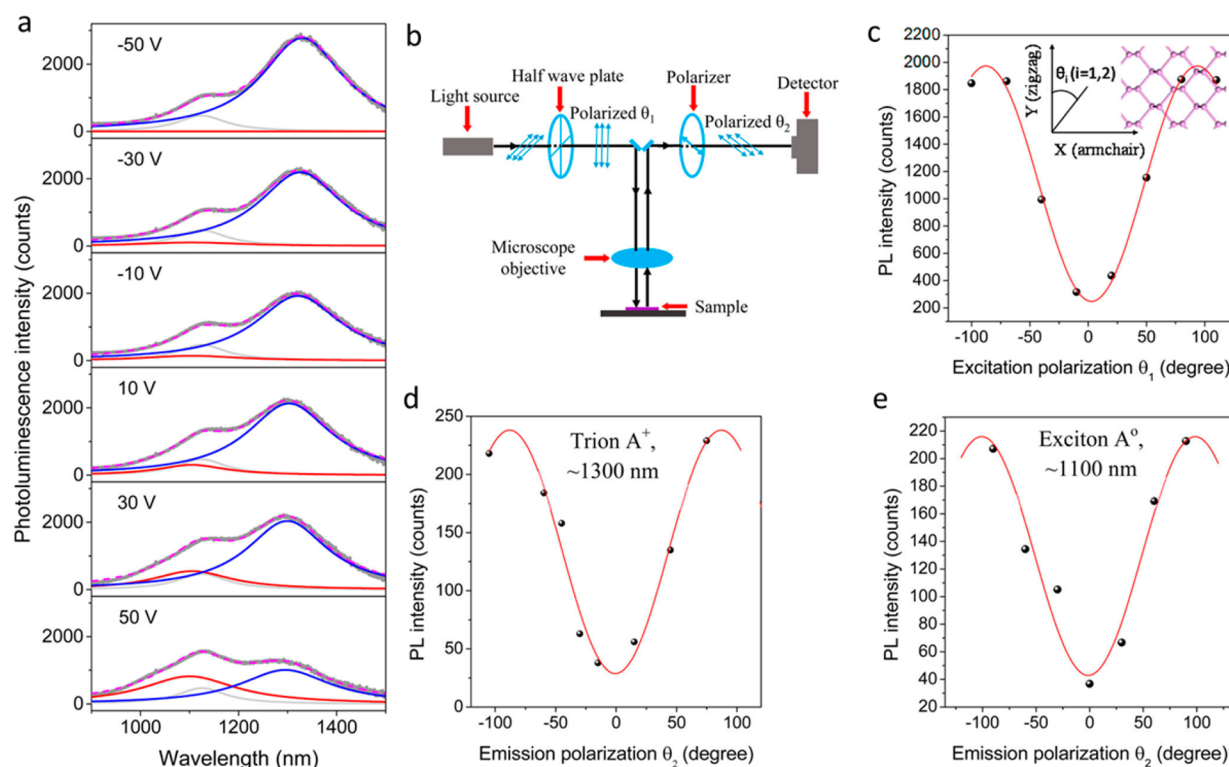 a
-50 V
2000
0
-30 V
2000
0
-10 V
2000
0
10 V
2000
0
30 V
2000
0
50 V
2000
0
1000 1200 1400
Wavelength (nm)
Photoluminescence intensity (counts)
b
Half wave plate
Polarizer
Detector
Light source
Polarized θ1
Polarized θ2
Microscope
objective
Sample
c
2200
2000
1800
1600
1400
1200
1000
800
600
400
200
PL intensity (counts)
Y (zigzag)
θi(i=1,2)
X (armchair)
-100 -50 0 50 100
Excitation polarization θ1 (degree)
d
250
200
150
100
50
0
PL intensity (counts)
Trion A+,
~1300 nm
-100 -50 0 50 100
Emission polarization θ2 (degree)
e
220
200
180
160
140
120
100
80
60
40
20
PL intensity (counts)
Exciton Ao,
~1100 nm
-100 -50 0 50 100
Emission polarization θ2 (degree)